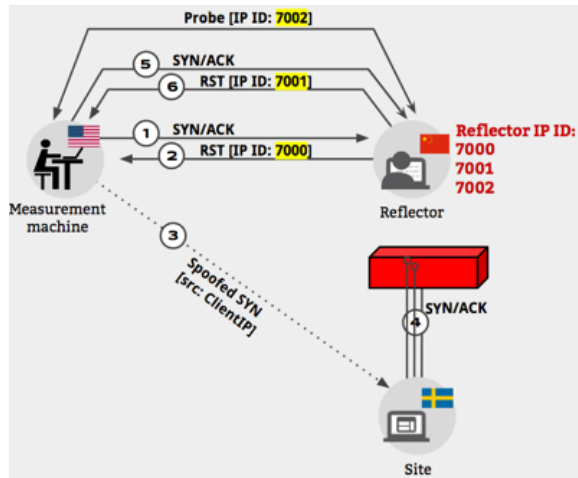 Probe [IP ID: 7002]
5 SYN/ACK
6 RST [IP ID: 7001]
1 SYN/ACK
2 RST [IP ID: 7000]
Reflector IP ID:
7000
7001
7002
Measurement
machine
Reflector
3
Spoofed SYN
[src: ClientIP]
SYN/ACK
4
Site